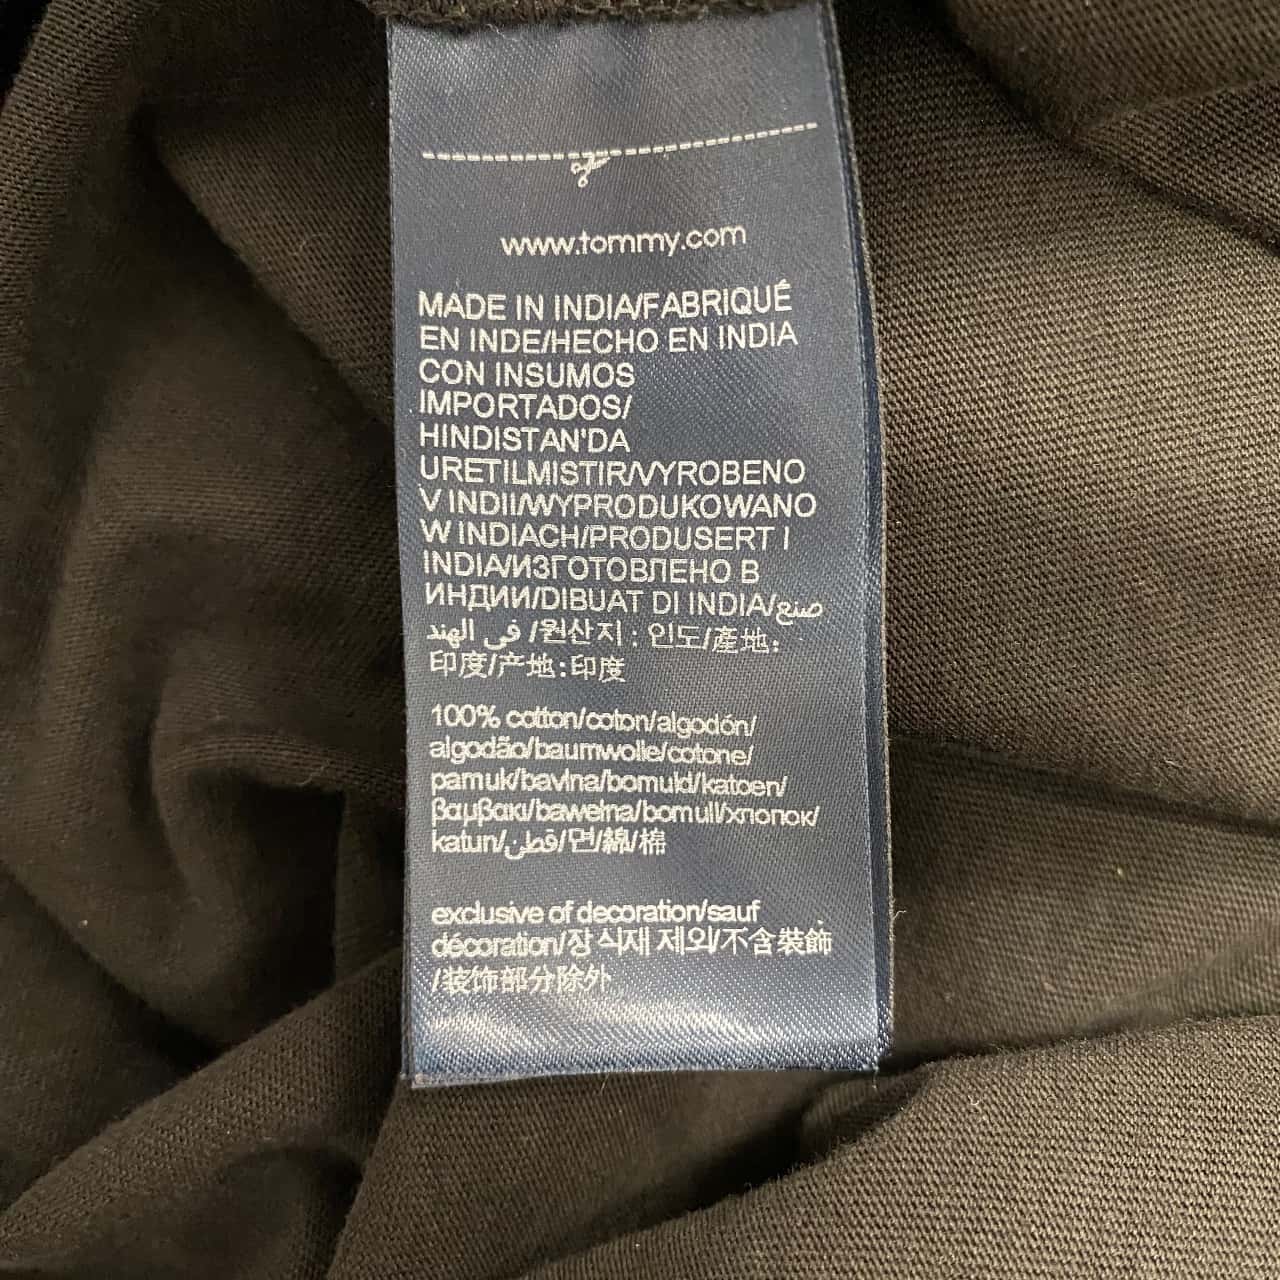 www.tommy.com
MADE IN INDIA/FABRIQUÉ
EN INDE/HECHO EN INDIA
CON INSUMOS
IMPORTADOS/
HINDISTAN'DA
URETILMISTIR/VYROBENO
V INDII/WYPRODUKOWANO
W INDIACH/PRODUSERT I
INDIA/ИЗГОТОВЛЕНО В
ИНДИИ/DIBUAT DI INDIA/صنع
في الهند/원산지 : 인도/產地:
印度/产地:印度
100% cotton/coton/algodón/
algodão/baumwolle/cotone/
pamuk/bavlna/bomuld/katoen/
βαμβακι/bawełna/bomull/хлопок/
katun/قطن/면/綿/棉
exclusive of decoration/sauf
décoration/장식재 제외/不含裝飾
/装饰部分除外